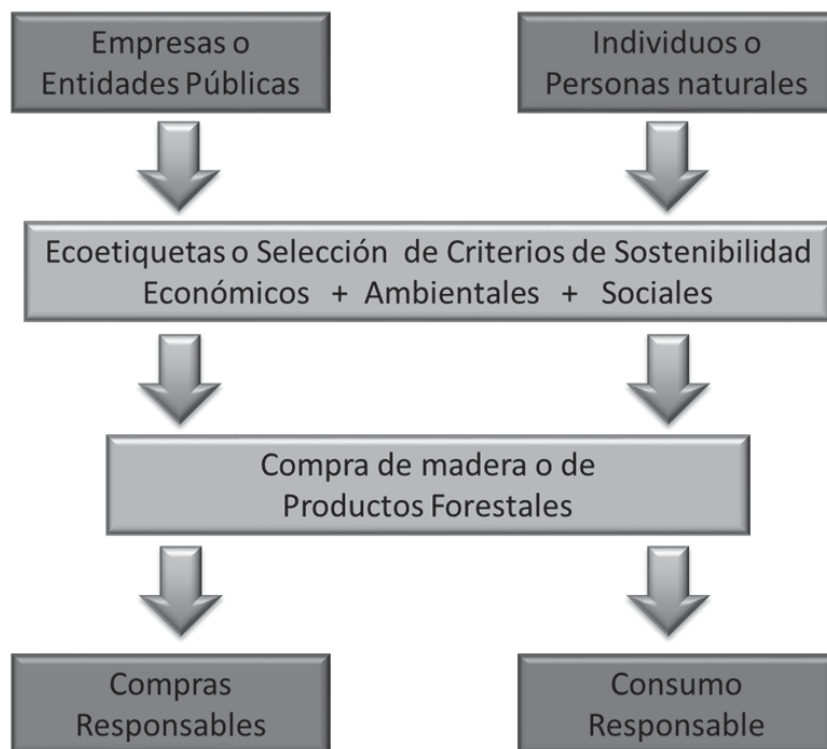 Empresas o
Entidades Públicas
Individuos o
Personas naturales
Ecoetiquetas o Selección de Criterios de Sostenibilidad
Económicos + Ambientales + Sociales
Compra de madera o de
Productos Forestales
Compras
Responsables
Consumo
Responsable